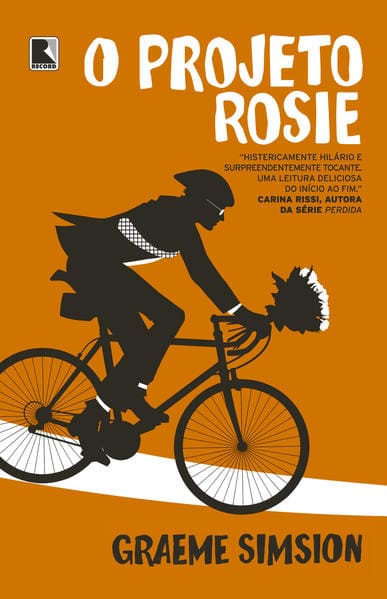 R
RECORD
O PROJETO
ROSIE
“HISTERICAMENTE HILÁRIO E
SURPREENDENTEMENTE TOCANTE.
UMA LEITURA DELICIOSA
DO INÍCIO AO FIM.”
CARINA RISSI, AUTORA
DA SÉRIE PERDIDA
GRAEME SIMSION